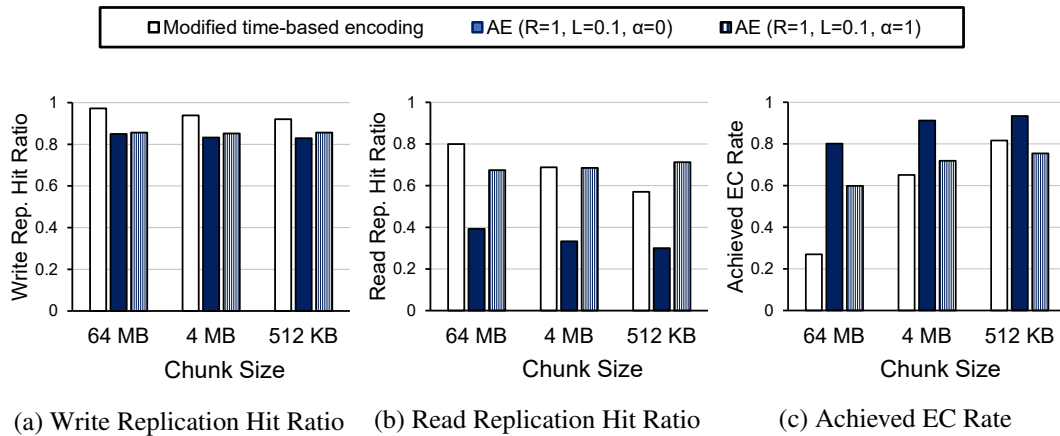 Modified time-based encoding AE (R=1, L=0.1, α=0) AE (R=1, L=0.1, α=1)
Write Rep. Hit Ratio
1
0.8
0.6
0.4
0.2
0
64 MB 4 MB 512 KB
Chunk Size
(a) Write Replication Hit Ratio
Read Rep. Hit Ratio
1
0.8
0.6
0.4
0.2
0
64 MB 4 MB 512 KB
Chunk Size
(b) Read Replication Hit Ratio
Achieved EC Rate
1
0.8
0.6
0.4
0.2
0
64 MB 4 MB 512 KB
Chunk Size
(c) Achieved EC Rate